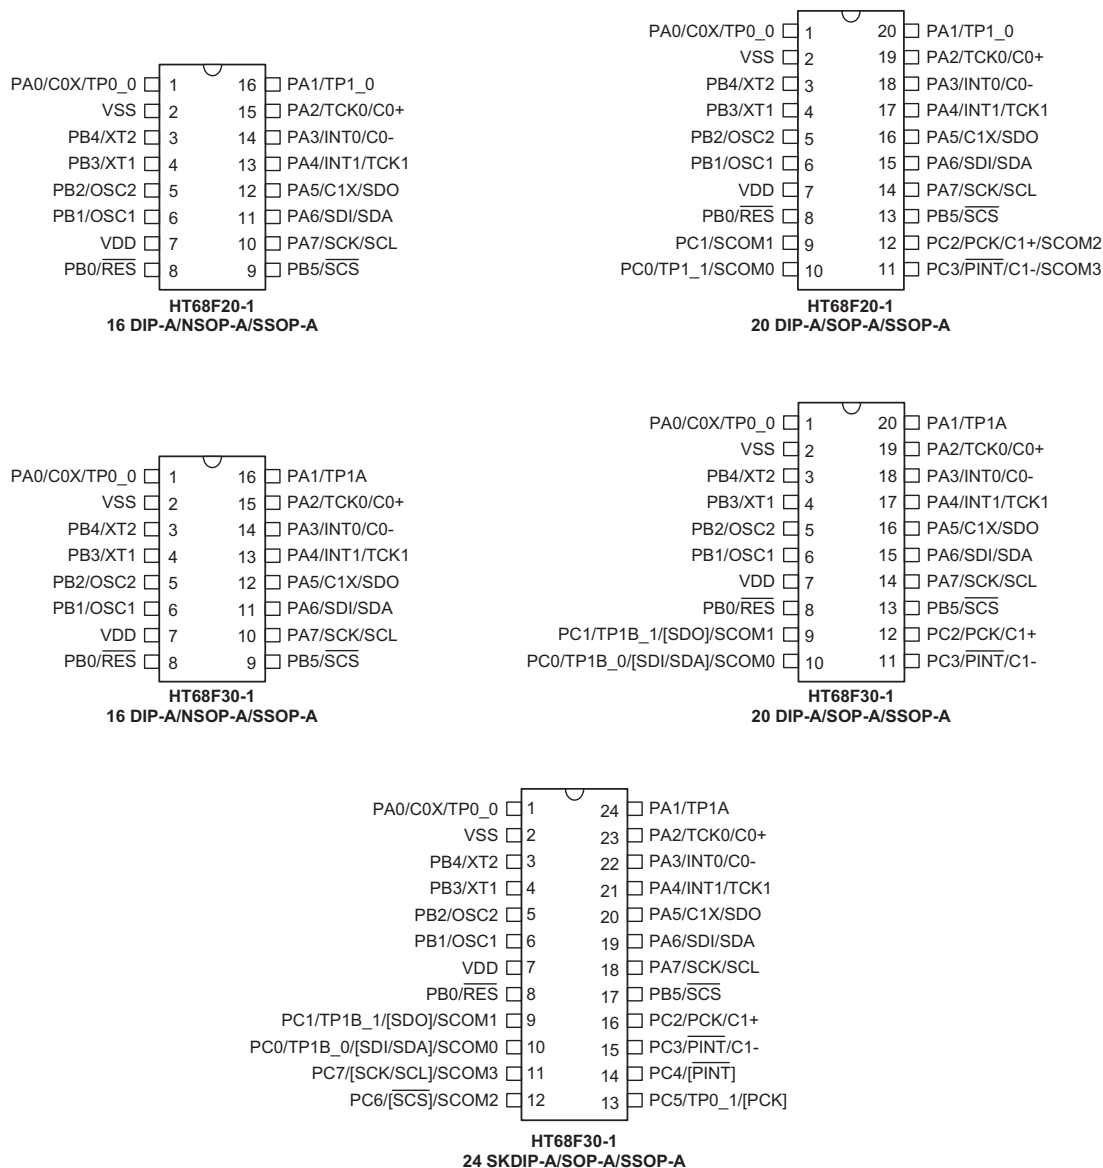 PA0/C0X/TP0_0 1 16 PA1/TP1_0
VSS 2 15 PA2/TCK0/C0+
PB4/XT2 3 14 PA3/INT0/C0-
PB3/XT1 4 13 PA4/INT1/TCK1
PB2/OSC2 5 12 PA5/C1X/SDO
PB1/OSC1 6 11 PA6/SDI/SDA
VDD 7 10 PA7/SCK/SCL
PB0/R̅E̅S̅ 8 9 PB5/S̅C̅S̅
HT68F20-1
16 DIP-A/NSOP-A/SSOP-A
PA0/C0X/TP0_0 1 20 PA1/TP1_0
VSS 2 19 PA2/TCK0/C0+
PB4/XT2 3 18 PA3/INT0/C0-
PB3/XT1 4 17 PA4/INT1/TCK1
PB2/OSC2 5 16 PA5/C1X/SDO
PB1/OSC1 6 15 PA6/SDI/SDA
VDD 7 14 PA7/SCK/SCL
PB0/R̅E̅S̅ 8 13 PB5/S̅C̅S̅
PC1/SCOM1 9 12 PC2/PCK/C1+/SCOM2
PC0/TP1_1/SCOM0 10 11 PC3/P̅I̅N̅T̅/C1-/SCOM3
HT68F20-1
20 DIP-A/SOP-A/SSOP-A
PA0/C0X/TP0_0 1 16 PA1/TP1A
VSS 2 15 PA2/TCK0/C0+
PB4/XT2 3 14 PA3/INT0/C0-
PB3/XT1 4 13 PA4/INT1/TCK1
PB2/OSC2 5 12 PA5/C1X/SDO
PB1/OSC1 6 11 PA6/SDI/SDA
VDD 7 10 PA7/SCK/SCL
PB0/R̅E̅S̅ 8 9 PB5/S̅C̅S̅
HT68F30-1
16 DIP-A/NSOP-A/SSOP-A
PA0/C0X/TP0_0 1 20 PA1/TP1A
VSS 2 19 PA2/TCK0/C0+
PB4/XT2 3 18 PA3/INT0/C0-
PB3/XT1 4 17 PA4/INT1/TCK1
PB2/OSC2 5 16 PA5/C1X/SDO
PB1/OSC1 6 15 PA6/SDI/SDA
VDD 7 14 PA7/SCK/SCL
PB0/R̅E̅S̅ 8 13 PB5/S̅C̅S̅
PC1/TP1B_1/[SDO]/SCOM1 9 12 PC2/PCK/C1+
PC0/TP1B_0/[SDI/SDA]/SCOM0 10 11 PC3/P̅I̅N̅T̅/C1-
HT68F30-1
20 DIP-A/SOP-A/SSOP-A
PA0/C0X/TP0_0 1 24 PA1/TP1A
VSS 2 23 PA2/TCK0/C0+
PB4/XT2 3 22 PA3/INT0/C0-
PB3/XT1 4 21 PA4/INT1/TCK1
PB2/OSC2 5 20 PA5/C1X/SDO
PB1/OSC1 6 19 PA6/SDI/SDA
VDD 7 18 PA7/SCK/SCL
PB0/R̅E̅S̅ 8 17 PB5/S̅C̅S̅
PC1/TP1B_1/[SDO]/SCOM1 9 16 PC2/PCK/C1+
PC0/TP1B_0/[SDI/SDA]/SCOM0 10 15 PC3/P̅I̅N̅T̅/C1-
PC7/[SCK/SCL]/SCOM3 11 14 PC4/[P̅I̅N̅T̅]
PC6/[S̅C̅S̅]/SCOM2 12 13 PC5/TP0_1/[PCK]
HT68F30-1
24 SKDIP-A/SOP-A/SSOP-A